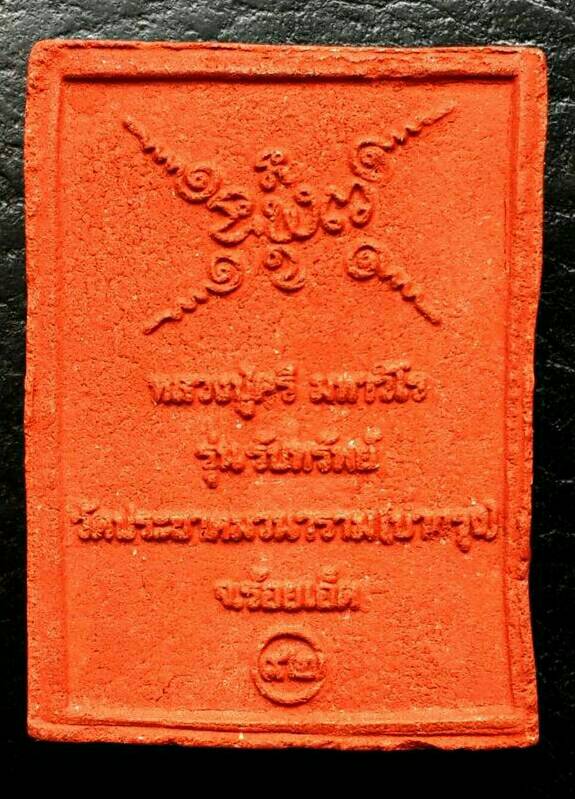 หลวงปู่ศรี มหาวิโร
รุ่น รับทรัพย์
วัดประชาคมวนาราม(ป่ากุง)
จ.ร้อยเอ็ด
๙๒